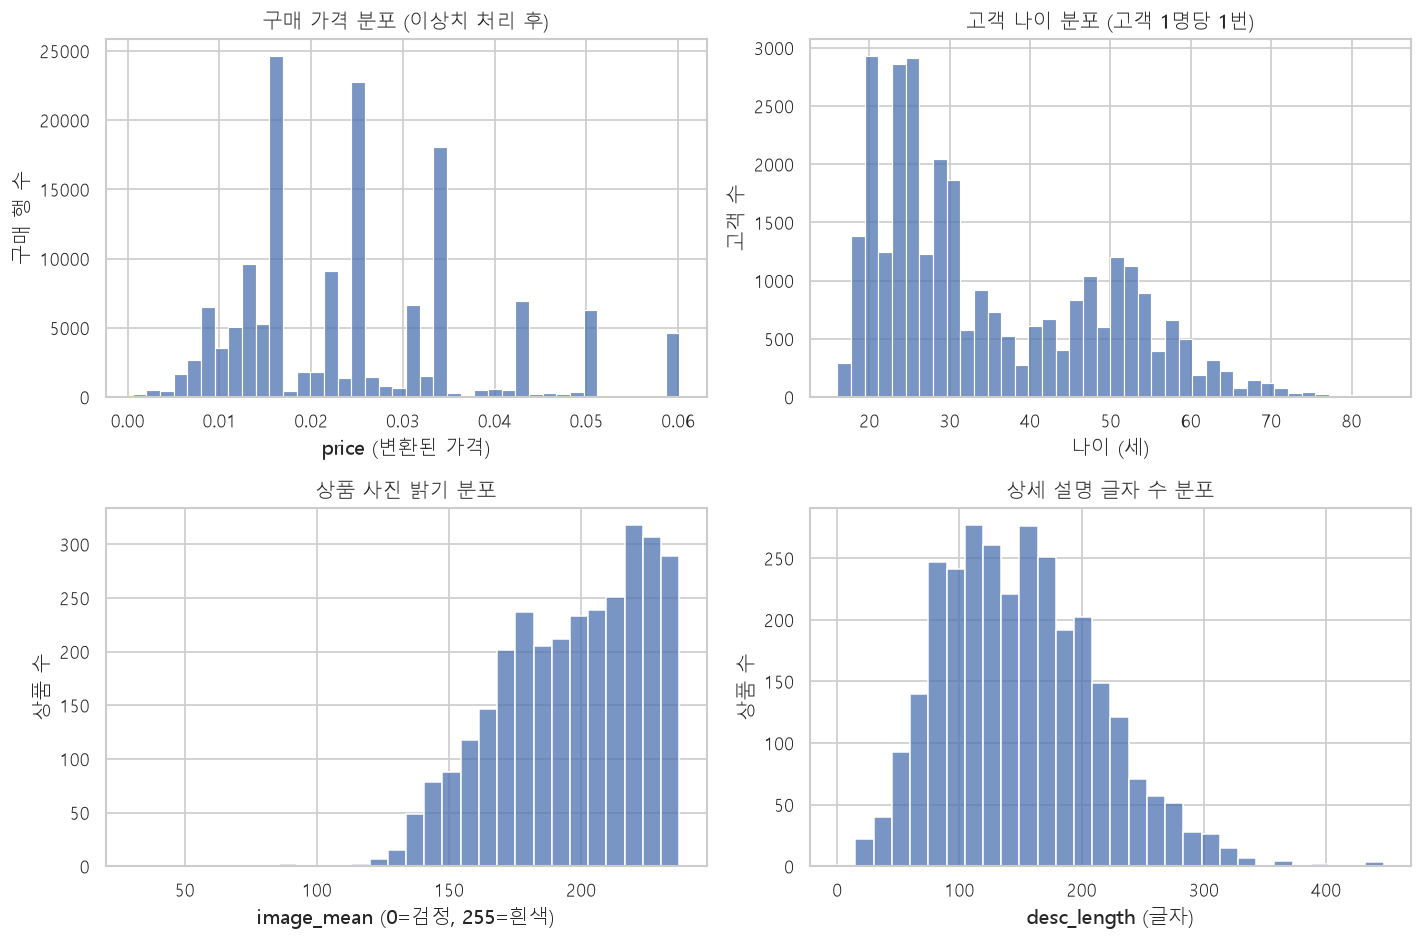 구매 가격 분포 (이상치 처리 후)
25000
20000
15000
10000
5000
0
구매 행 수
0.00 0.01 0.02 0.03 0.04 0.05 0.06
price (변환된 가격)
고객 나이 분포 (고객 1명당 1번)
3000
2500
2000
1500
1000
500
0
고객 수
20 30 40 50 60 70 80
나이 (세)
상품 사진 밝기 분포
300
250
200
150
100
50
0
상품 수
50 100 150 200
image_mean (0=검정, 255=흰색)
상세 설명 글자 수 분포
250
200
150
100
50
0
상품 수
0 100 200 300 400
desc_length (글자)